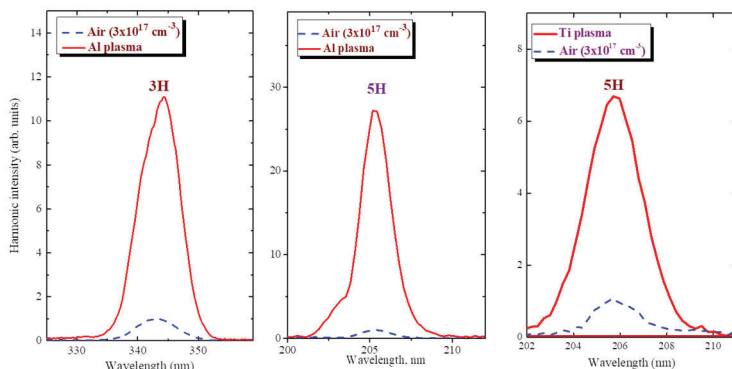 Air (3x10¹⁷ cm⁻³)
Al plasma
3H
14
12
10
8
6
4
2
1
0
Harmonic intensity (arb. units)
330
340
350
Wavelength (nm)
Air (3x10¹⁷ cm⁻³)
Al plasma
5H
30
20
10
0
200
205
210
Wavelength, nm
Ti plasma
Air (3x10¹⁷ cm⁻³)
5H
8
6
4
2
0
202
204
206
208
210
Wavelength (nm)